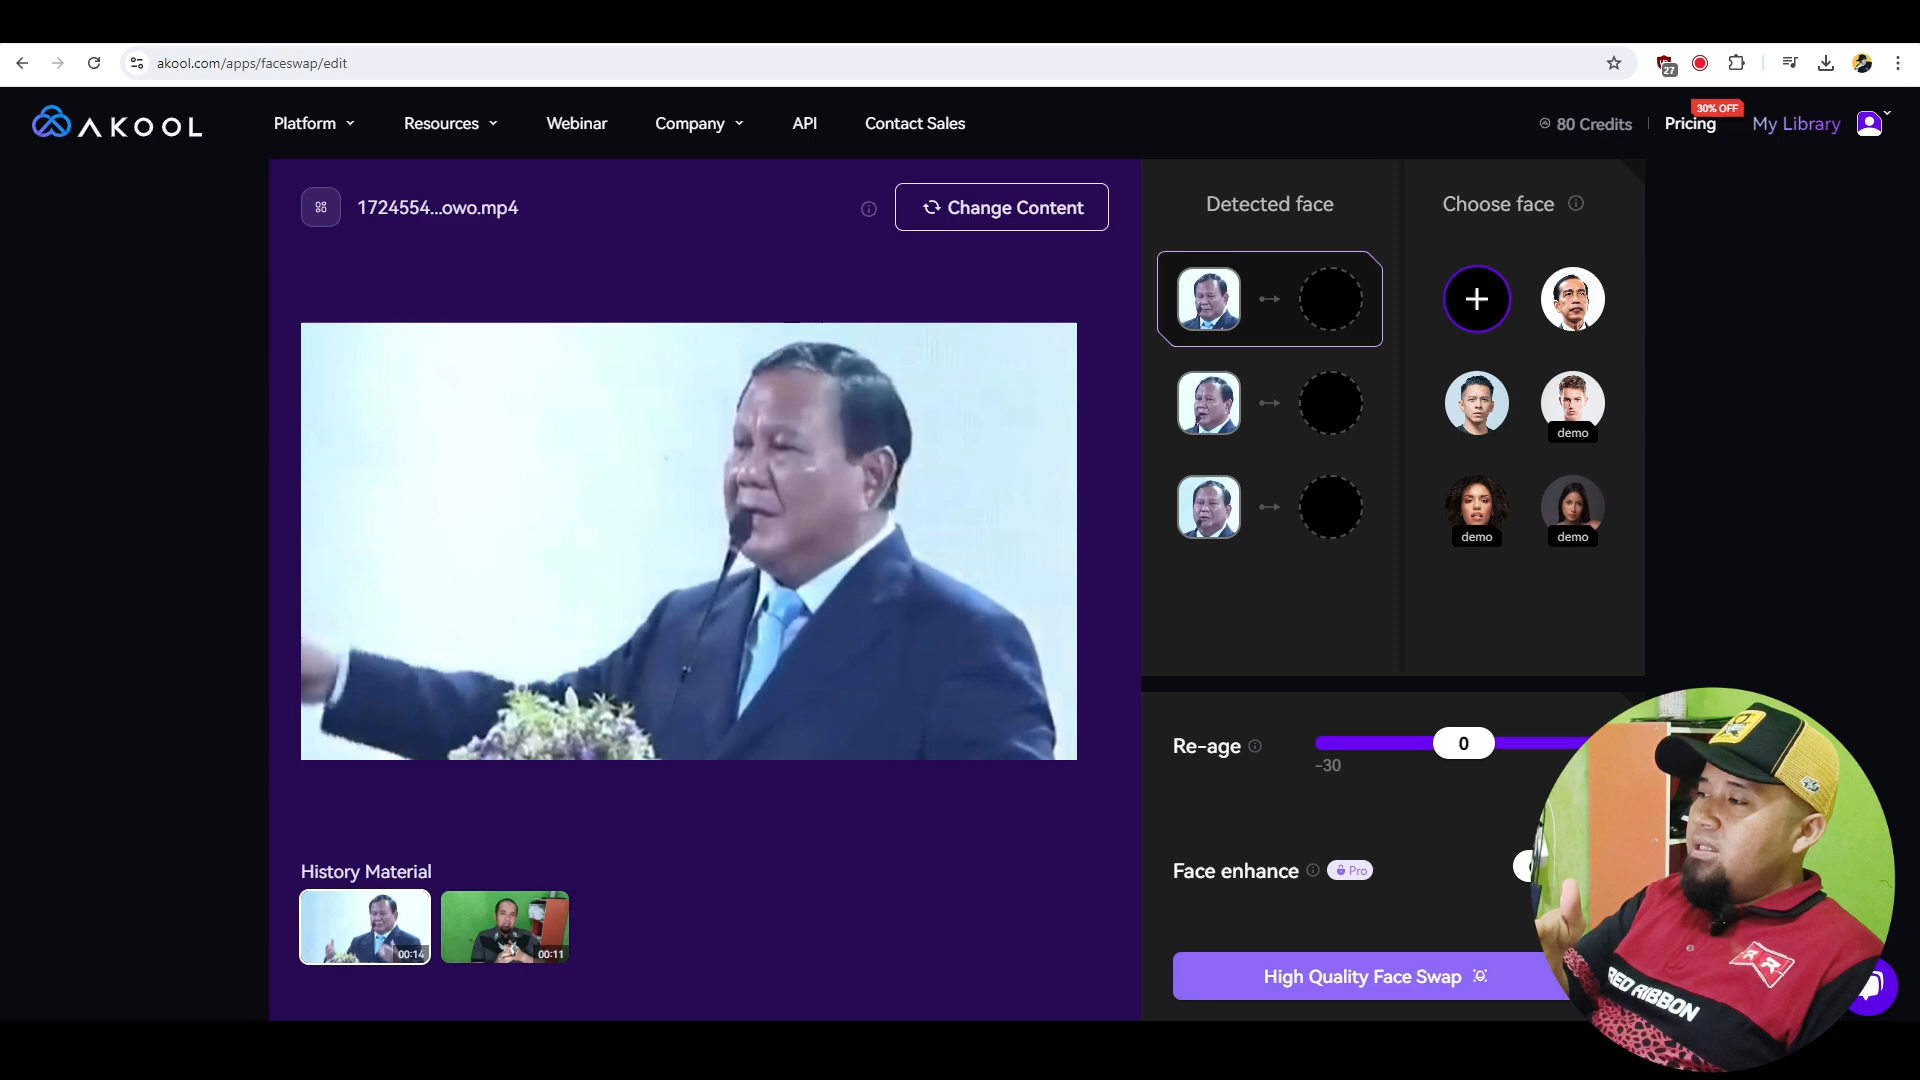 akool.com/apps/faceswap/edit
27
AKOOL
Platform
Resources
Webinar
Company
API
Contact Sales
80 Credits
30% OFF
Pricing
My Library
1724554...owo.mp4
Change Content
Detected face
Choose face
demo
demo
demo
Re-age
0
-30
Face enhance
Pro
History Material
00:14
00:11
High Quality Face Swap
RED RIBBON